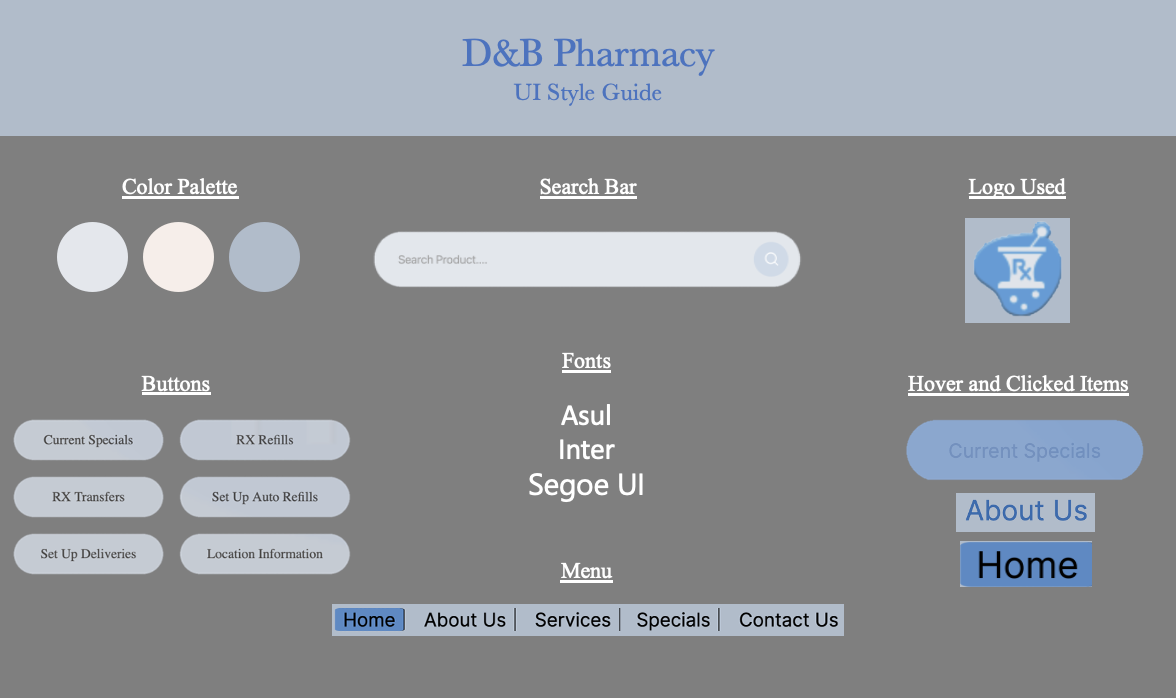 D&B Pharmacy
UI Style Guide
Color Palette
Search Bar
Search Product....
Logo Used
Rx
Buttons
Current Specials
RX Refills
RX Transfers
Set Up Auto Refills
Set Up Deliveries
Location Information
Fonts
Asul
Inter
Segoe UI
Hover and Clicked Items
Current Specials
About Us
Home
Menu
Home | About Us | Services | Specials | Contact Us